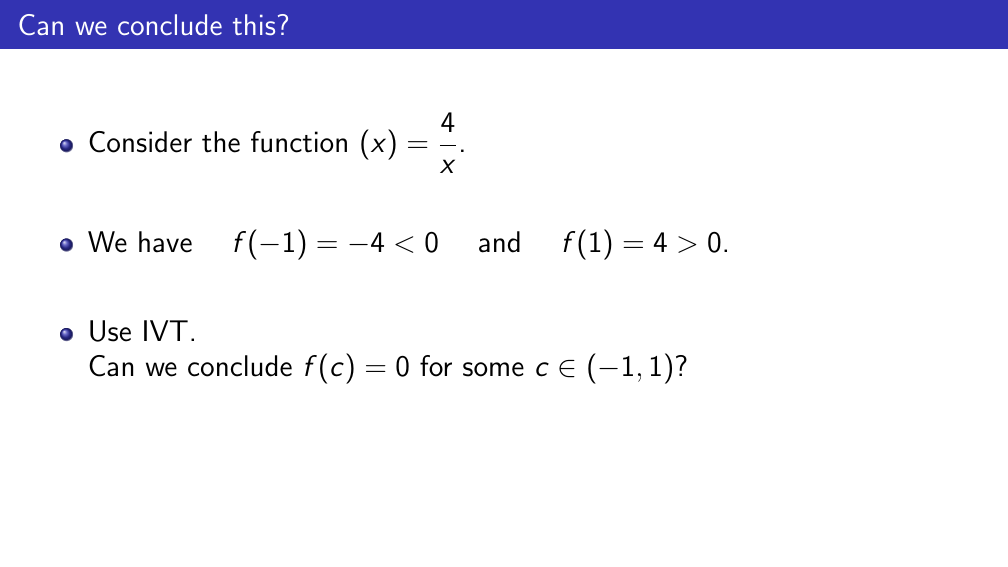 Can we conclude this?
Consider the function (x) = 4/x.
We have f(−1) = −4 < 0 and f(1) = 4 > 0.
Use IVT.
Can we conclude f(c) = 0 for some c ∈ (−1, 1)?